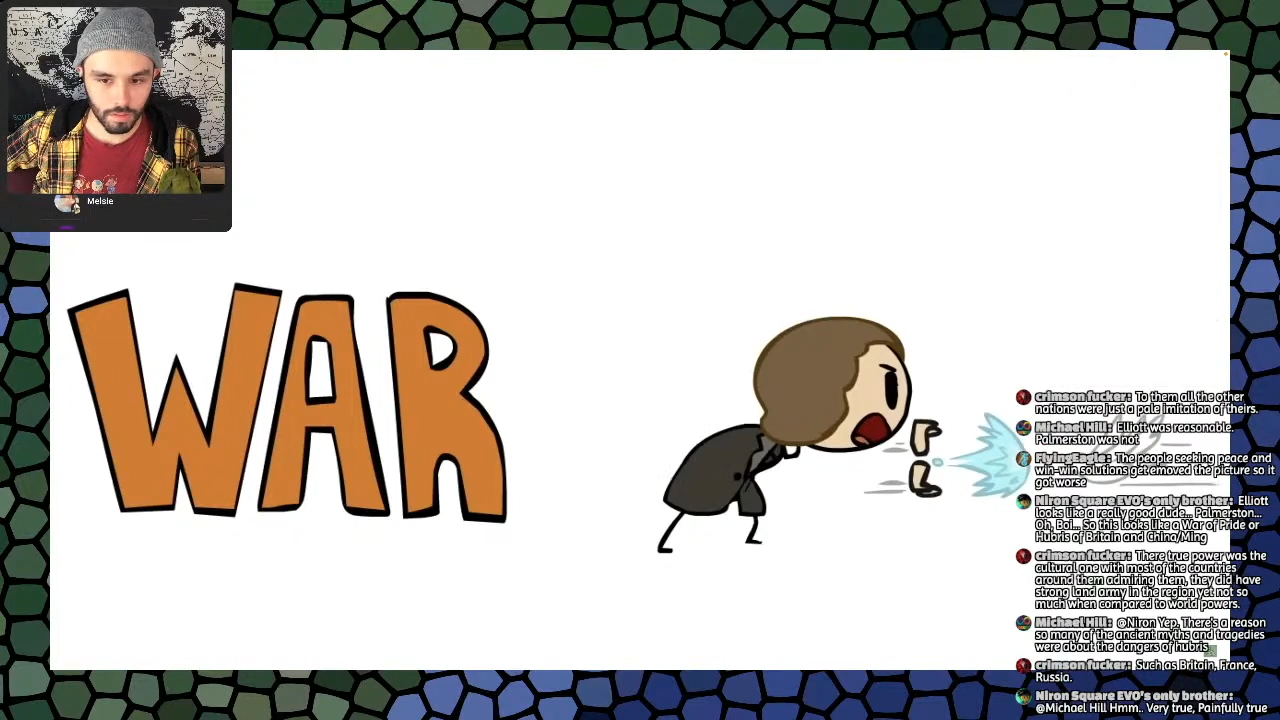 USA
Melsie
WAR
crimson fucker: To them all the other
nations were just a pale imitation of theirs.
Michael Hill: Elliott was reasonable.
Palmerston was not
FlyingEagle: The people seeking peace and
win-win solutions get emoved the picture so it
got worse
Niron Square EVO's only brother: Elliott
looks like a really good dude... Palmerston...
Oh, Boi... So this looks like a War of Pride or
Hubris of Britain and China/Ming
crimson fucker: There true power was the
cultural one with most of the countries
around them admiring them, they did have
strong land army in the region yet not so
much when compared to world powers.
Michael Hill: @Niron Yep. There's a reason
so many of the ancient myths and tragedies
were about the dangers of hubris
crimson fucker: Such as Britain, France,
Russia.
Niron Square EVO's only brother:
@Michael Hill Hmm.. Very true, Painfully true